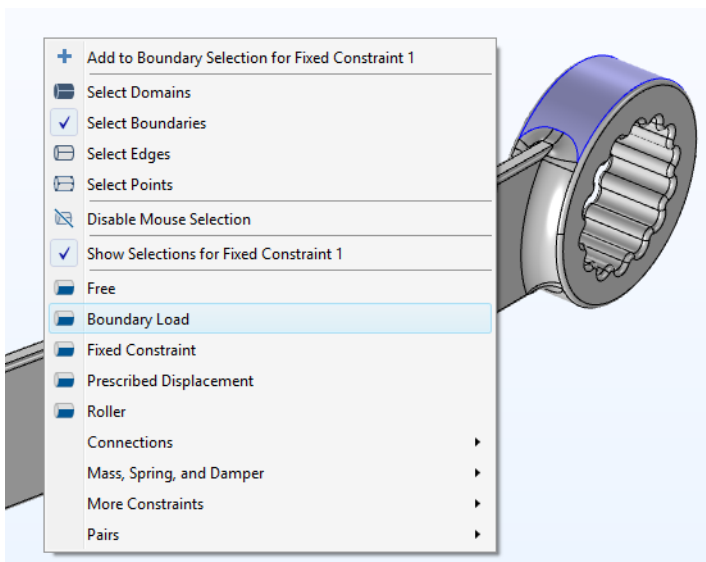 Add to Boundary Selection for Fixed Constraint 1
Select Domains
Select Boundaries
Select Edges
Select Points
Disable Mouse Selection
Show Selections for Fixed Constraint 1
Free
Boundary Load
Fixed Constraint
Prescribed Displacement
Roller
Connections
Mass, Spring, and Damper
More Constraints
Pairs